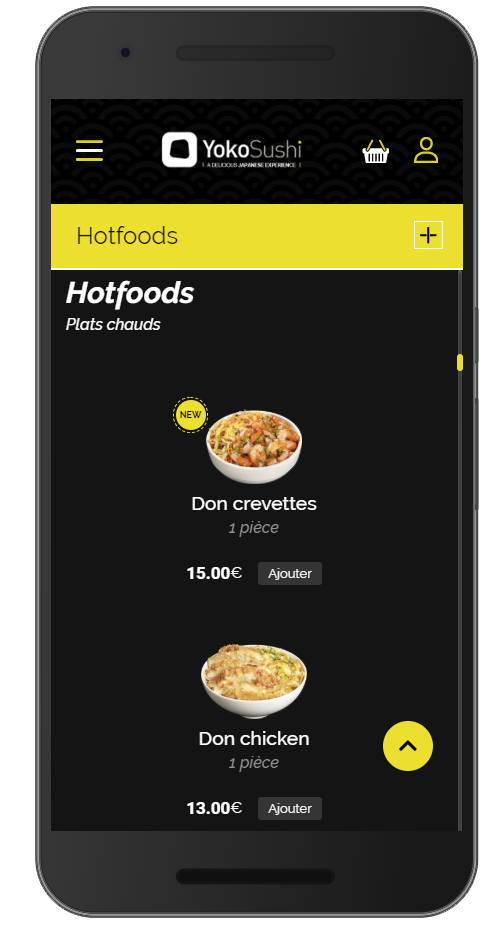 YokoSushi
A DELICIOUS JAPANESE EXPERIENCE
Hotfoods
Hotfoods
Plats chauds
NEW
Don crevettes
1 pièce
15.00€
Ajouter
Don chicken
1 pièce
13.00€
Ajouter